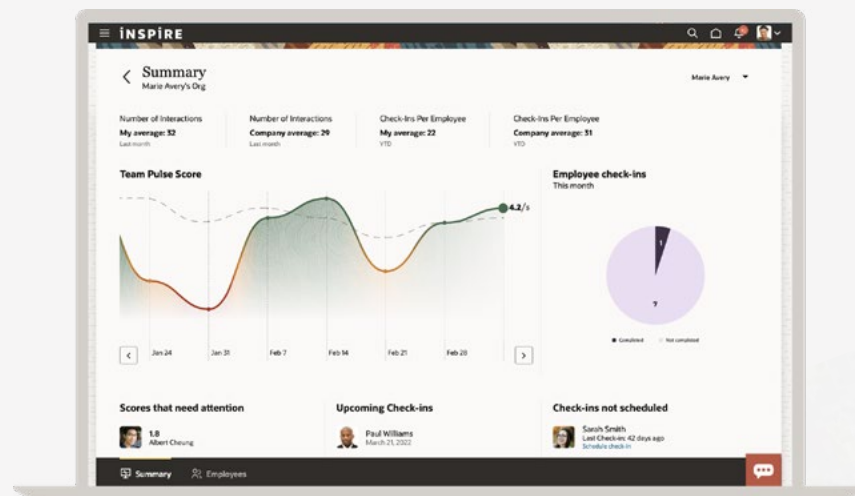 iNSPiRE
Summary
Marie Avery's Org
Marie Avery
Number of Interactions
My average: 32
Last month
Number of Interactions
Company average: 29
Last month
Check-Ins Per Employee
My average: 22
YTD
Check-Ins Per Employee
Company average: 31
YTD
Team Pulse Score
4.2/5
Jan 24
Jan 31
Feb 7
Feb 14
Feb 21
Feb 28
Employee check-ins
This month
1
7
Completed
Not completed
Scores that need attention
1.8
Albert Cheung
Upcoming Check-ins
Paul Williams
March 21, 2022
Check-ins not scheduled
Sarah Smith
Last Check-in: 42 days ago
Schedule check-in
Summary
Employees